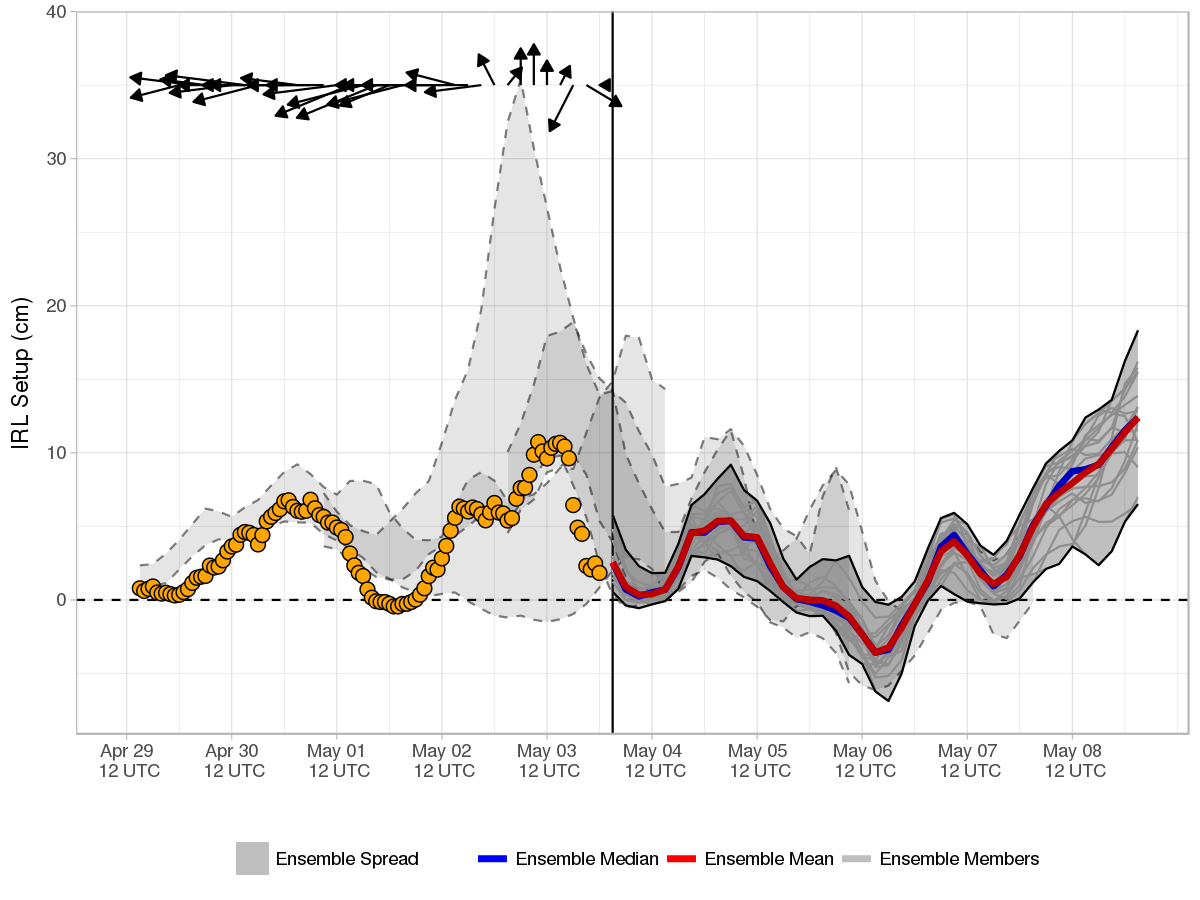 40
30
20
10
0
IRL Setup (cm)
Apr 29 12 UTC
Apr 30 12 UTC
May 01 12 UTC
May 02 12 UTC
May 03 12 UTC
May 04 12 UTC
May 05 12 UTC
May 06 12 UTC
May 07 12 UTC
May 08 12 UTC
Ensemble Spread
Ensemble Median
Ensemble Mean
Ensemble Members